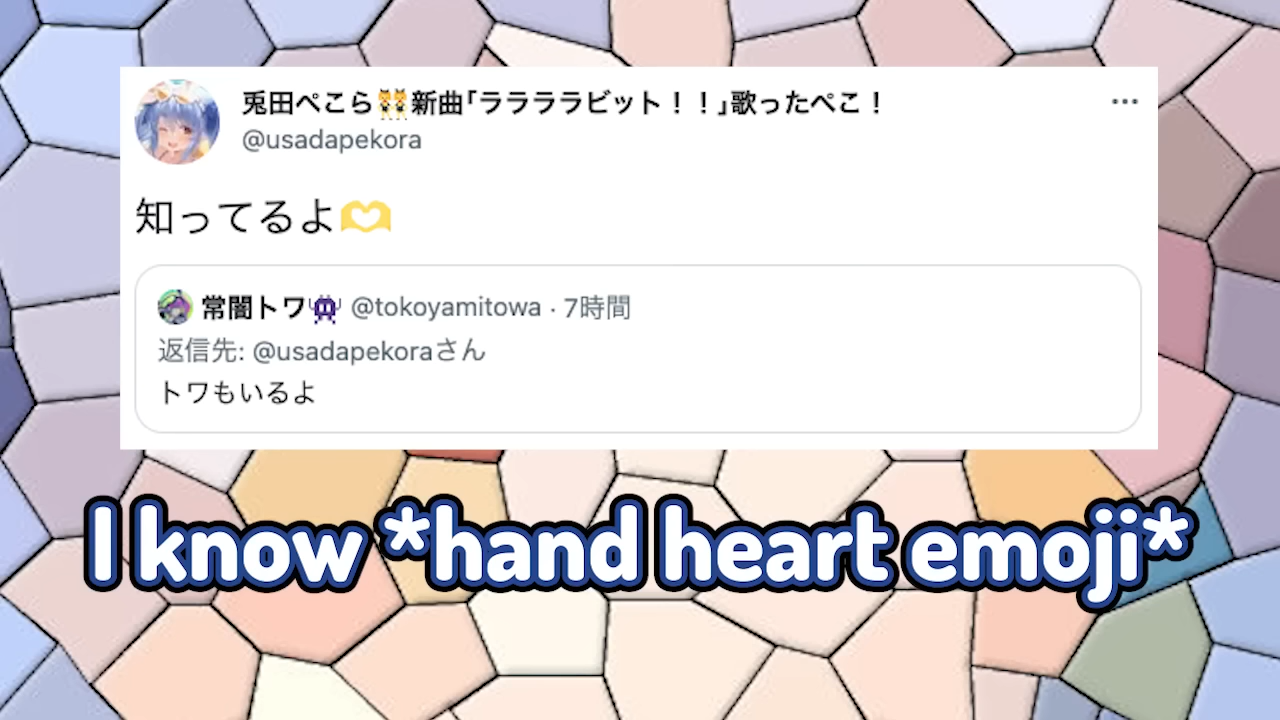 兎田ぺこら👯新曲｢ララララビット！！｣歌ったぺこ！
@usadapekora
知ってるよ🫶
常闇トワ👾 @tokoyamitowa · 7時間
返信先: @usadapekoraさん
トワもいるよ
I know *hand heart emoji*